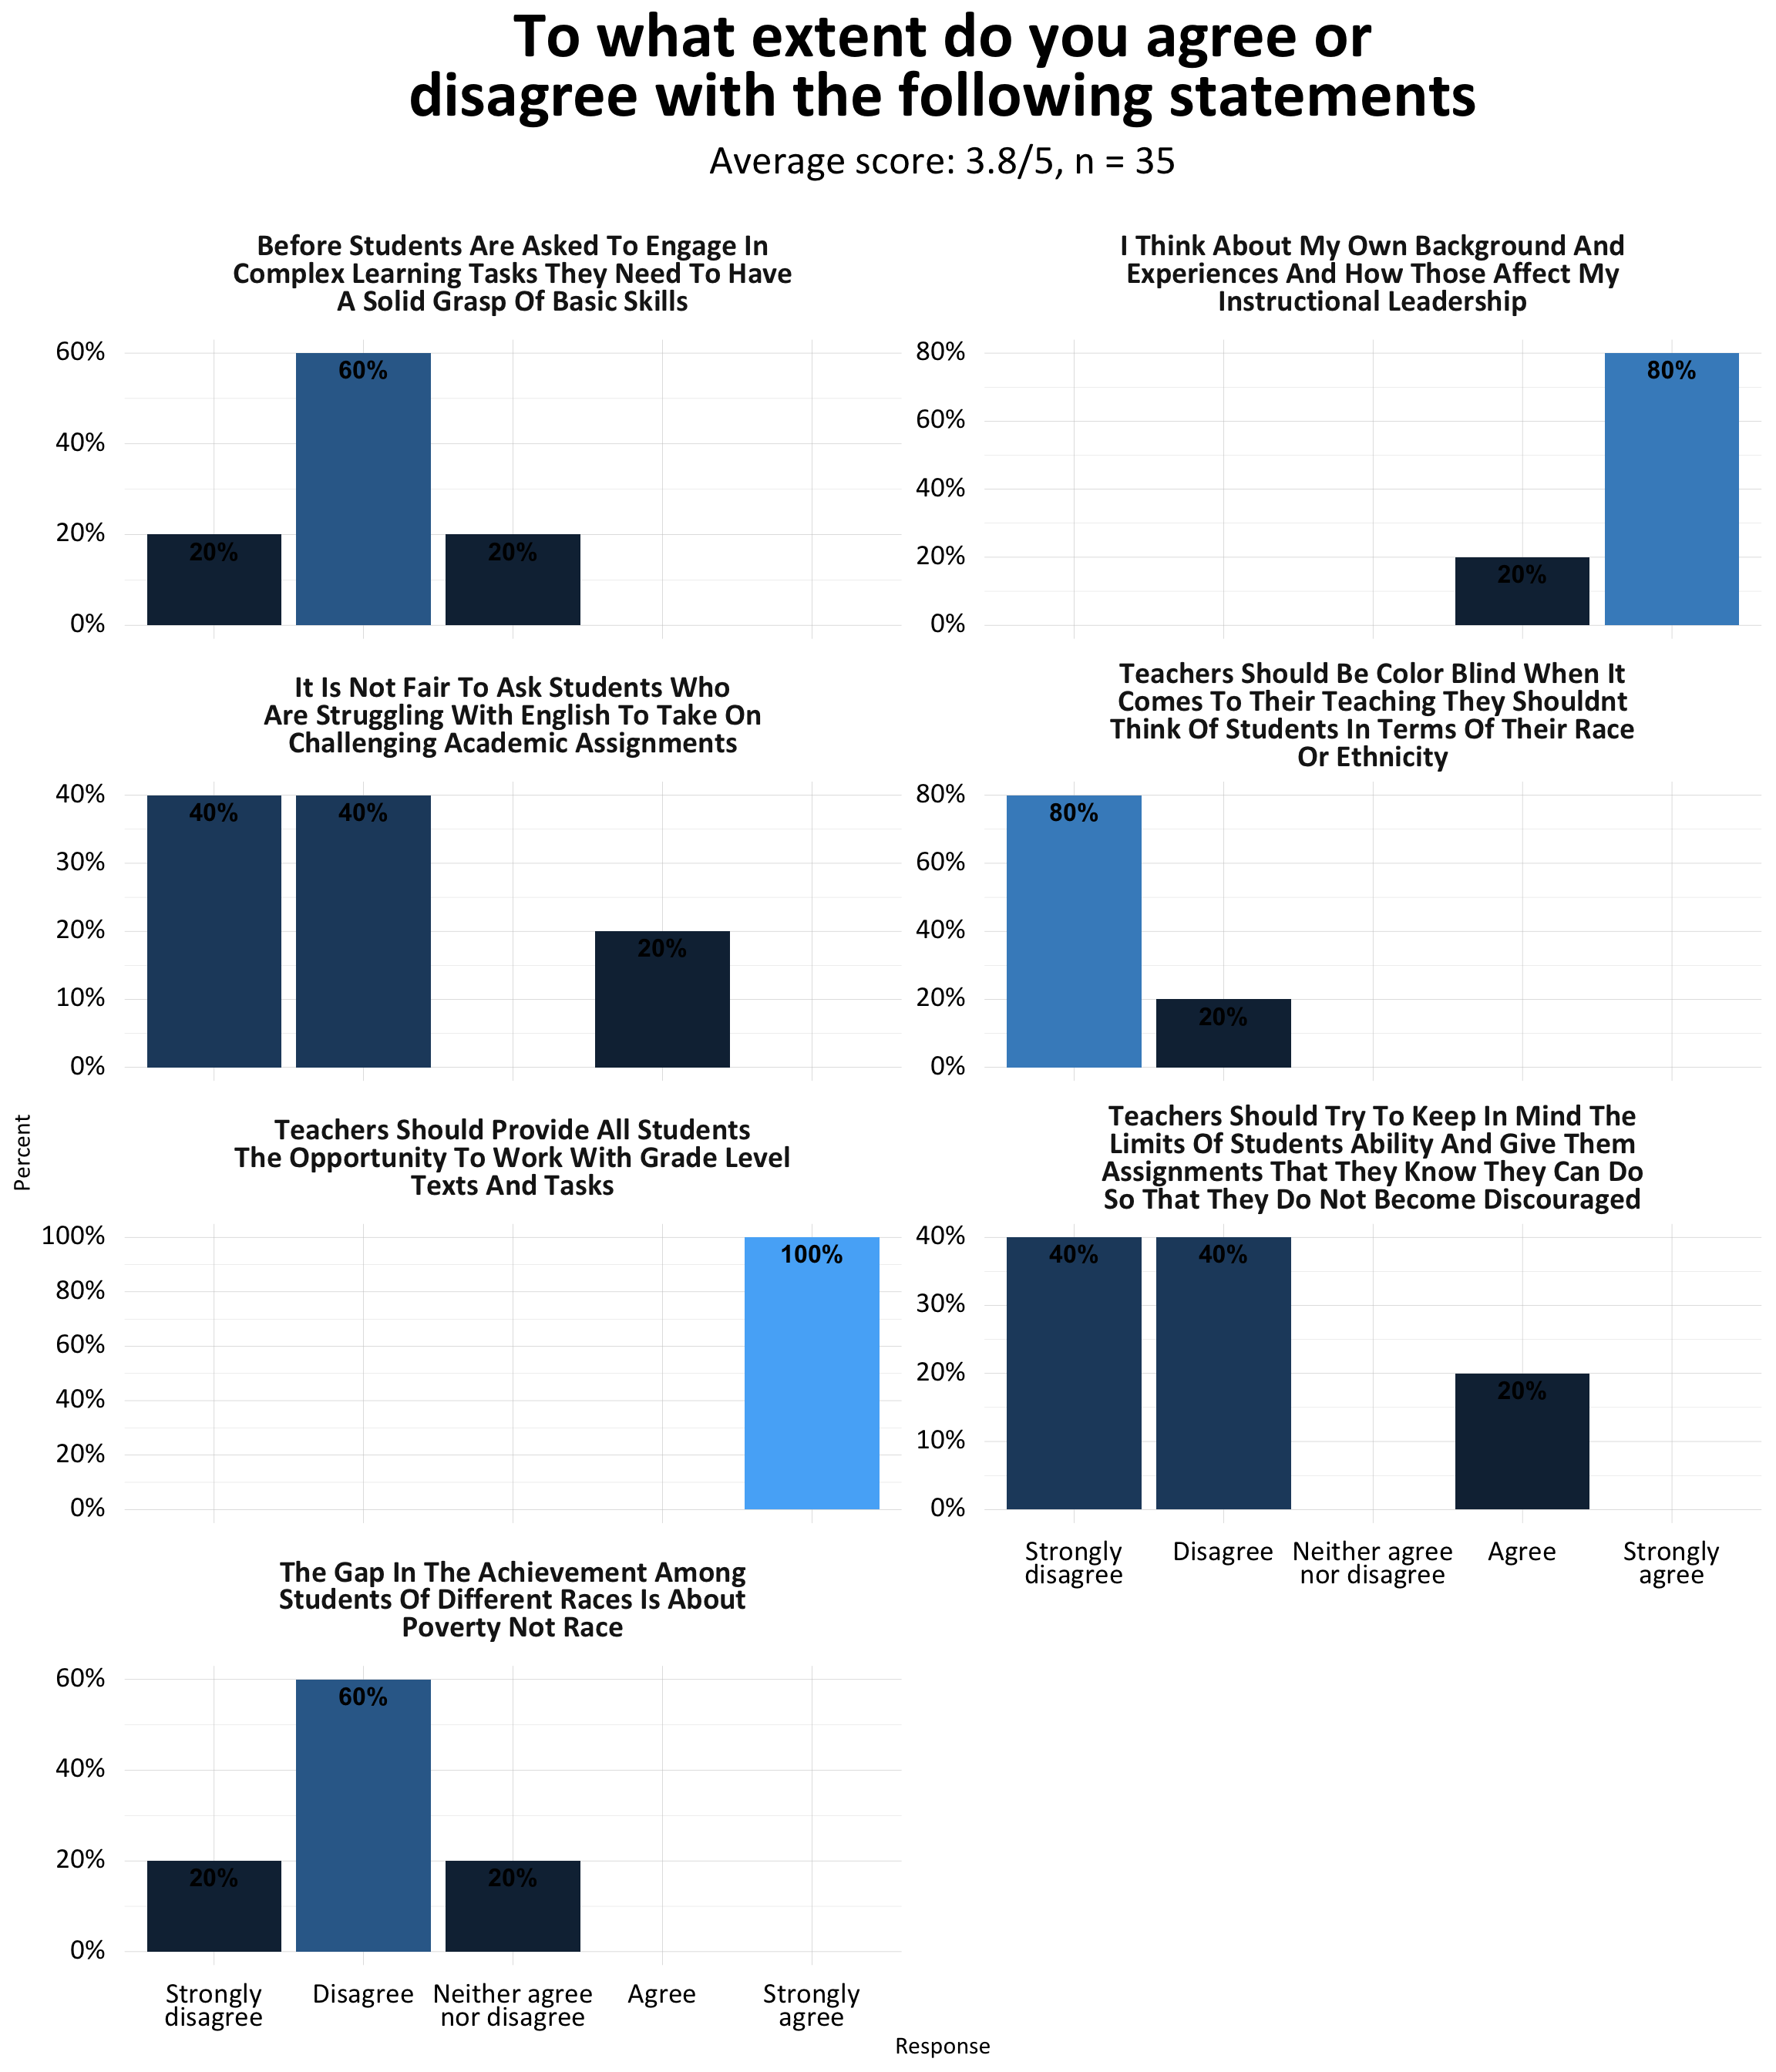 To what extent do you agree or
disagree with the following statements
Average score: 3.8/5, n = 35
Before Students Are Asked To Engage In
Complex Learning Tasks They Need To Have
A Solid Grasp Of Basic Skills
60%
40%
20%
0%
20%
60%
20%
I Think About My Own Background And
Experiences And How Those Affect My
Instructional Leadership
80%
60%
40%
20%
0%
20%
80%
It Is Not Fair To Ask Students Who
Are Struggling With English To Take On
Challenging Academic Assignments
40%
30%
20%
10%
0%
40%
40%
20%
Teachers Should Be Color Blind When It
Comes To Their Teaching They Shouldnt
Think Of Students In Terms Of Their Race
Or Ethnicity
80%
60%
40%
20%
0%
80%
20%
Percent
Teachers Should Provide All Students
The Opportunity To Work With Grade Level
Texts And Tasks
100%
80%
60%
40%
20%
0%
100%
Teachers Should Try To Keep In Mind The
Limits Of Students Ability And Give Them
Assignments That They Know They Can Do
So That They Do Not Become Discouraged
40%
30%
20%
10%
0%
40%
40%
20%
Strongly
disagree
Disagree
Neither agree
nor disagree
Agree
Strongly
agree
The Gap In The Achievement Among
Students Of Different Races Is About
Poverty Not Race
60%
40%
20%
0%
20%
60%
20%
Strongly
disagree
Disagree
Neither agree
nor disagree
Agree
Strongly
agree
Response